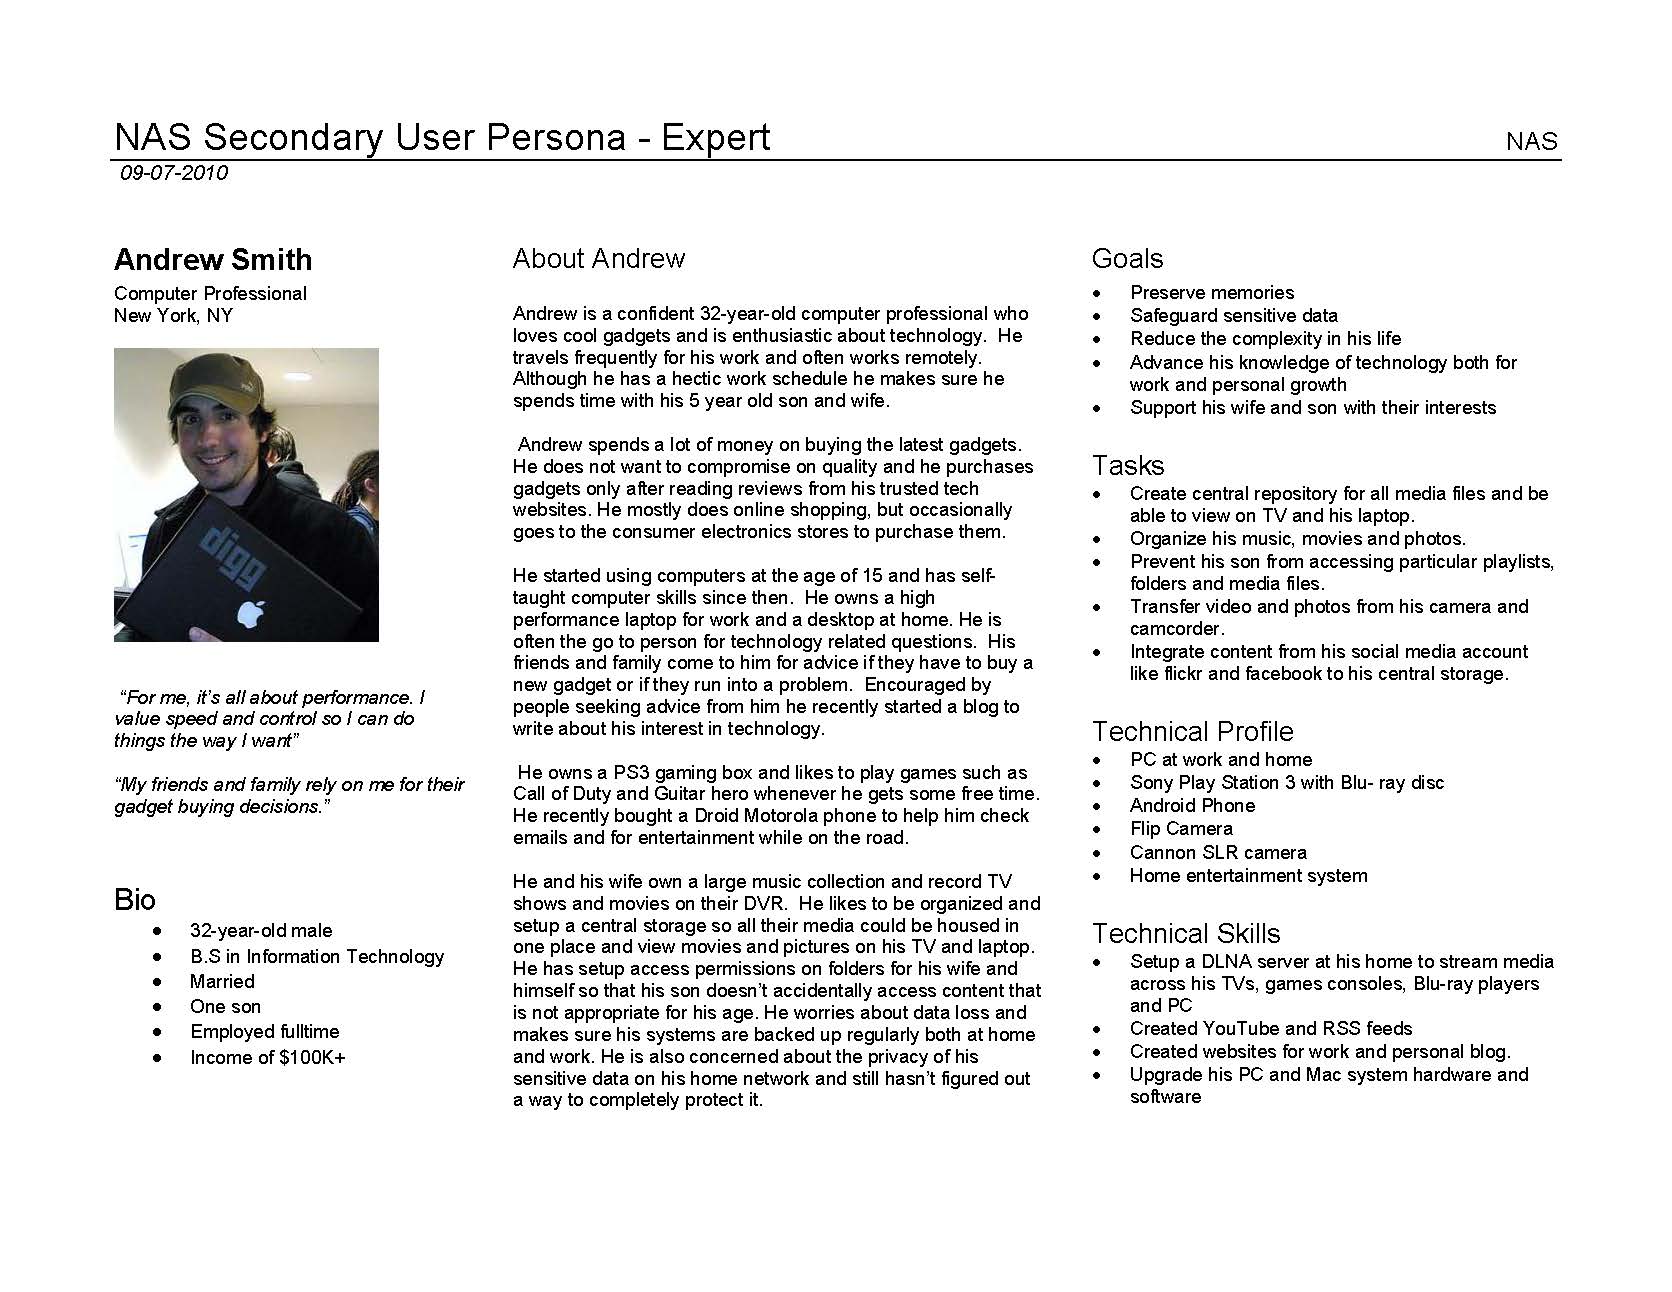 NAS Secondary User Persona - Expert
NAS
09-07-2010
Andrew Smith
Computer Professional
New York, NY
digg
“For me, it’s all about performance. I
value speed and control so I can do
things the way I want”
“My friends and family rely on me for their
gadget buying decisions.”
Bio
• 32-year-old male
• B.S in Information Technology
• Married
• One son
• Employed fulltime
• Income of $100K+
About Andrew
Andrew is a confident 32-year-old computer professional who
loves cool gadgets and is enthusiastic about technology. He
travels frequently for his work and often works remotely.
Although he has a hectic work schedule he makes sure he
spends time with his 5 year old son and wife.
Andrew spends a lot of money on buying the latest gadgets.
He does not want to compromise on quality and he purchases
gadgets only after reading reviews from his trusted tech
websites. He mostly does online shopping, but occasionally
goes to the consumer electronics stores to purchase them.
He started using computers at the age of 15 and has self-
taught computer skills since then. He owns a high
performance laptop for work and a desktop at home. He is
often the go to person for technology related questions. His
friends and family come to him for advice if they have to buy a
new gadget or if they run into a problem. Encouraged by
people seeking advice from him he recently started a blog to
write about his interest in technology.
He owns a PS3 gaming box and likes to play games such as
Call of Duty and Guitar hero whenever he gets some free time.
He recently bought a Droid Motorola phone to help him check
emails and for entertainment while on the road.
He and his wife own a large music collection and record TV
shows and movies on their DVR. He likes to be organized and
setup a central storage so all their media could be housed in
one place and view movies and pictures on his TV and laptop.
He has setup access permissions on folders for his wife and
himself so that his son doesn’t accidentally access content that
is not appropriate for his age. He worries about data loss and
makes sure his systems are backed up regularly both at home
and work. He is also concerned about the privacy of his
sensitive data on his home network and still hasn’t figured out
a way to completely protect it.
Goals
• Preserve memories
• Safeguard sensitive data
• Reduce the complexity in his life
• Advance his knowledge of technology both for
work and personal growth
• Support his wife and son with their interests
Tasks
• Create central repository for all media files and be
able to view on TV and his laptop.
• Organize his music, movies and photos.
• Prevent his son from accessing particular playlists,
folders and media files.
• Transfer video and photos from his camera and
camcorder.
• Integrate content from his social media account
like flickr and facebook to his central storage.
Technical Profile
• PC at work and home
• Sony Play Station 3 with Blu- ray disc
• Android Phone
• Flip Camera
• Cannon SLR camera
• Home entertainment system
Technical Skills
• Setup a DLNA server at his home to stream media
across his TVs, games consoles, Blu-ray players
and PC
• Created YouTube and RSS feeds
• Created websites for work and personal blog.
• Upgrade his PC and Mac system hardware and
software